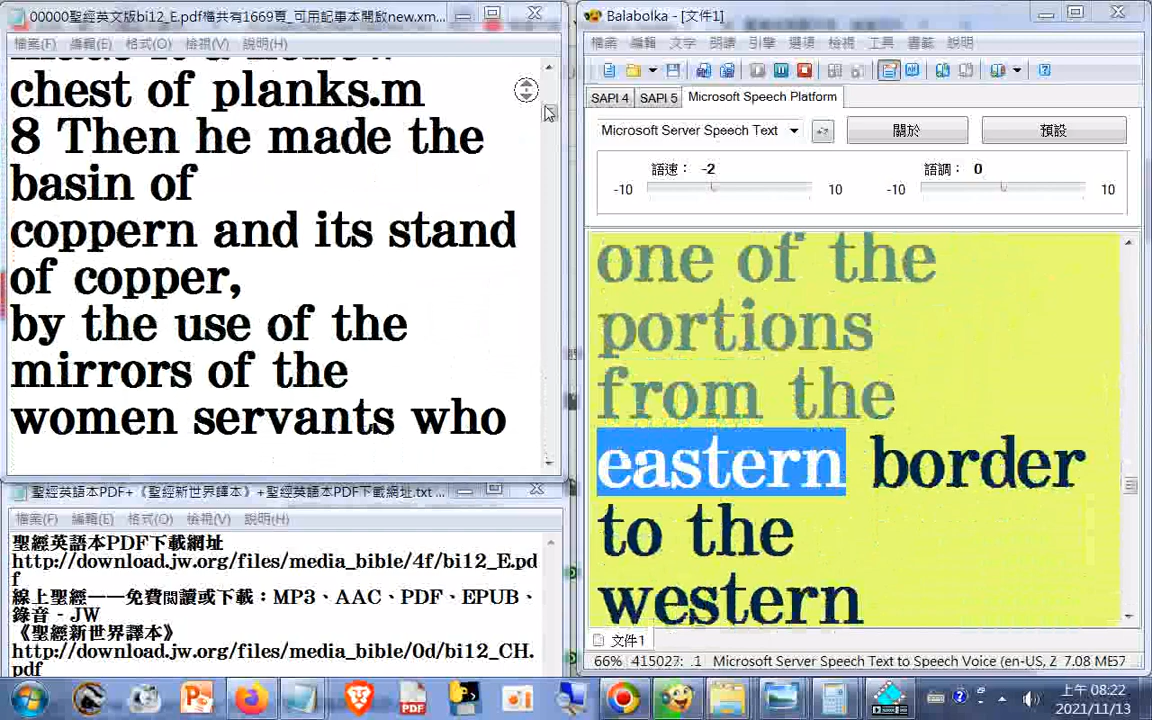 00000聖經英文版bi12_E.pdf檔共有1669頁_可用記事本開啟new.xm...
檔案(F) 編輯(E) 格式(O) 檢視(V) 說明(H)
chest of planks.m
8 Then he made the
basin of
coppern and its stand
of copper,
by the use of the
mirrors of the
women servants who
聖經英語本PDF+《聖經新世界譯本》+聖經英語本PDF下載網址.txt ...
檔案(F) 編輯(E) 格式(O) 檢視(V) 說明(H)
聖經英語本PDF下載網址
http://download.jw.org/files/media_bible/4f/bi12_E.pd
f
線上聖經——免費閱讀或下載：MP3、AAC、PDF、EPUB、
錄音 - JW
《聖經新世界譯本》
http://download.jw.org/files/media_bible/0d/bi12_CH.
pdf
Balabolka - [文件1]
檔案 編輯 文字 朗讀 引擎 選項 檢視 工具 書籤 說明
SAPI 4 SAPI 5 Microsoft Speech Platform
Microsoft Server Speech Text 關於 預設
語速： -2 語調： 0
-10 10 -10 10
one of the
portions
from the
eastern border
to the
western
文件1
66% 415027: .1 Microsoft Server Speech Text to Speech Voice (en-US, Z 7.08 ME57
上午 08:22
2021/11/13